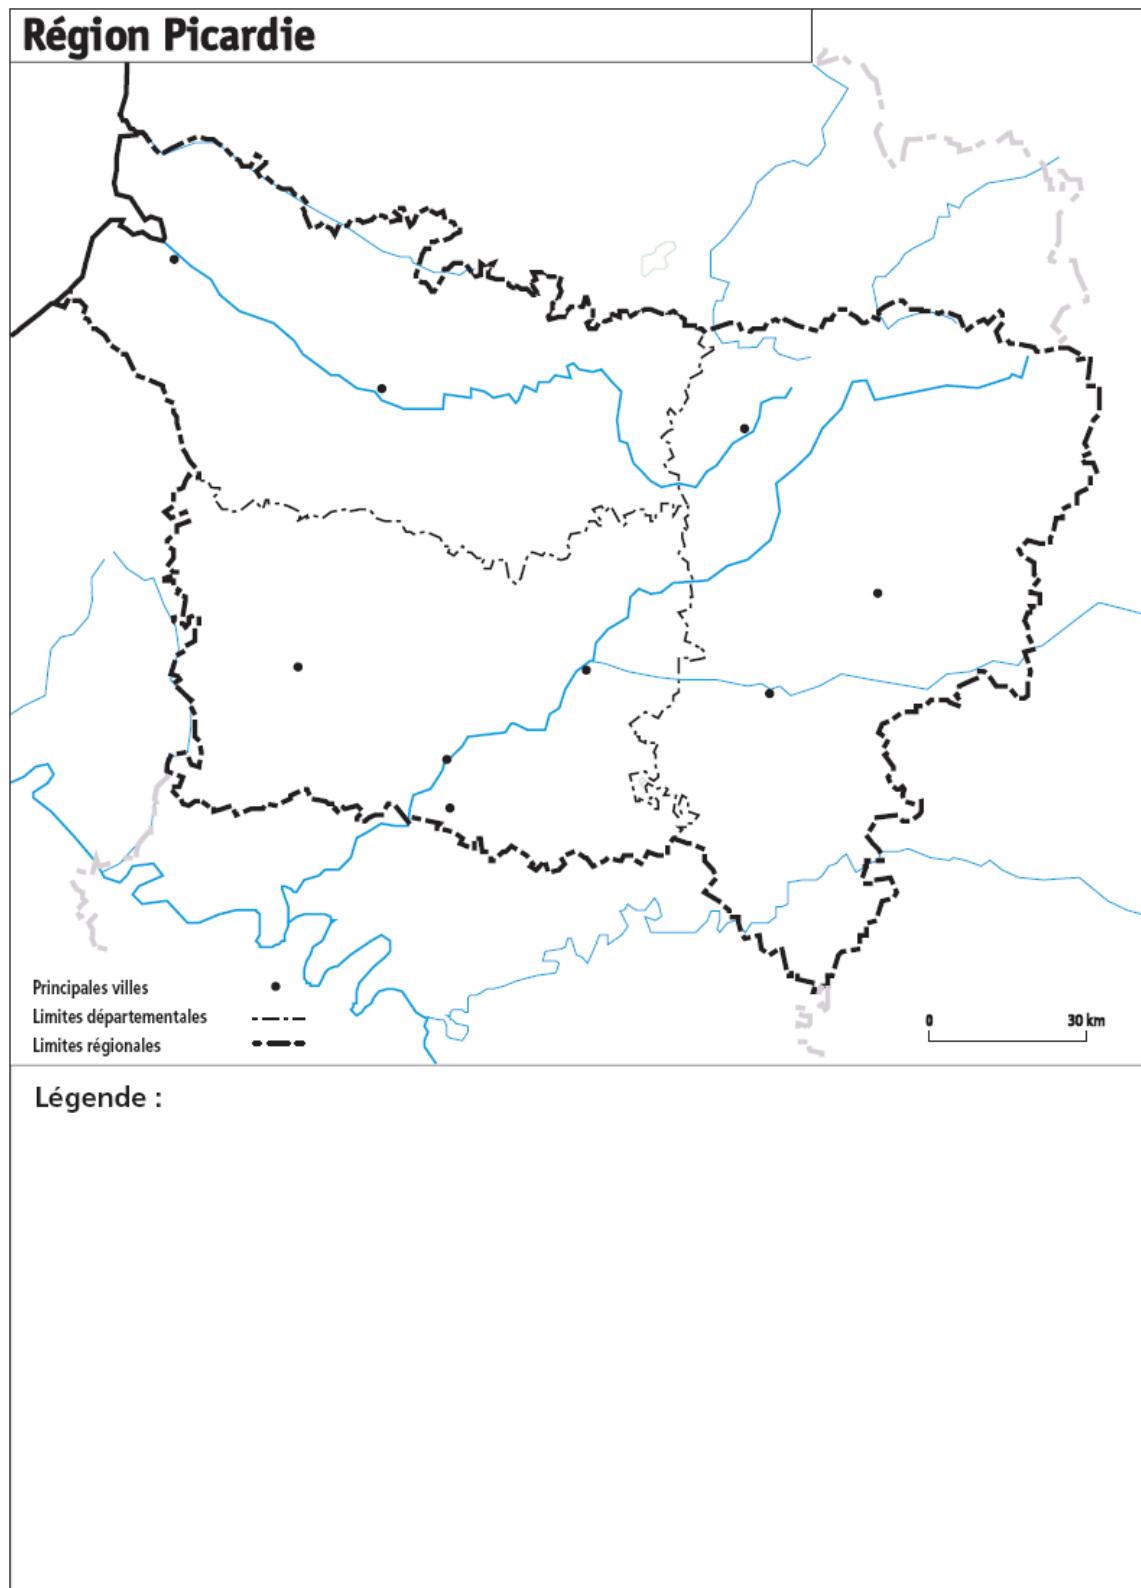 Région Picardie
Principales villes
Limites départementales
Limites régionales
0 30 km
Légende :